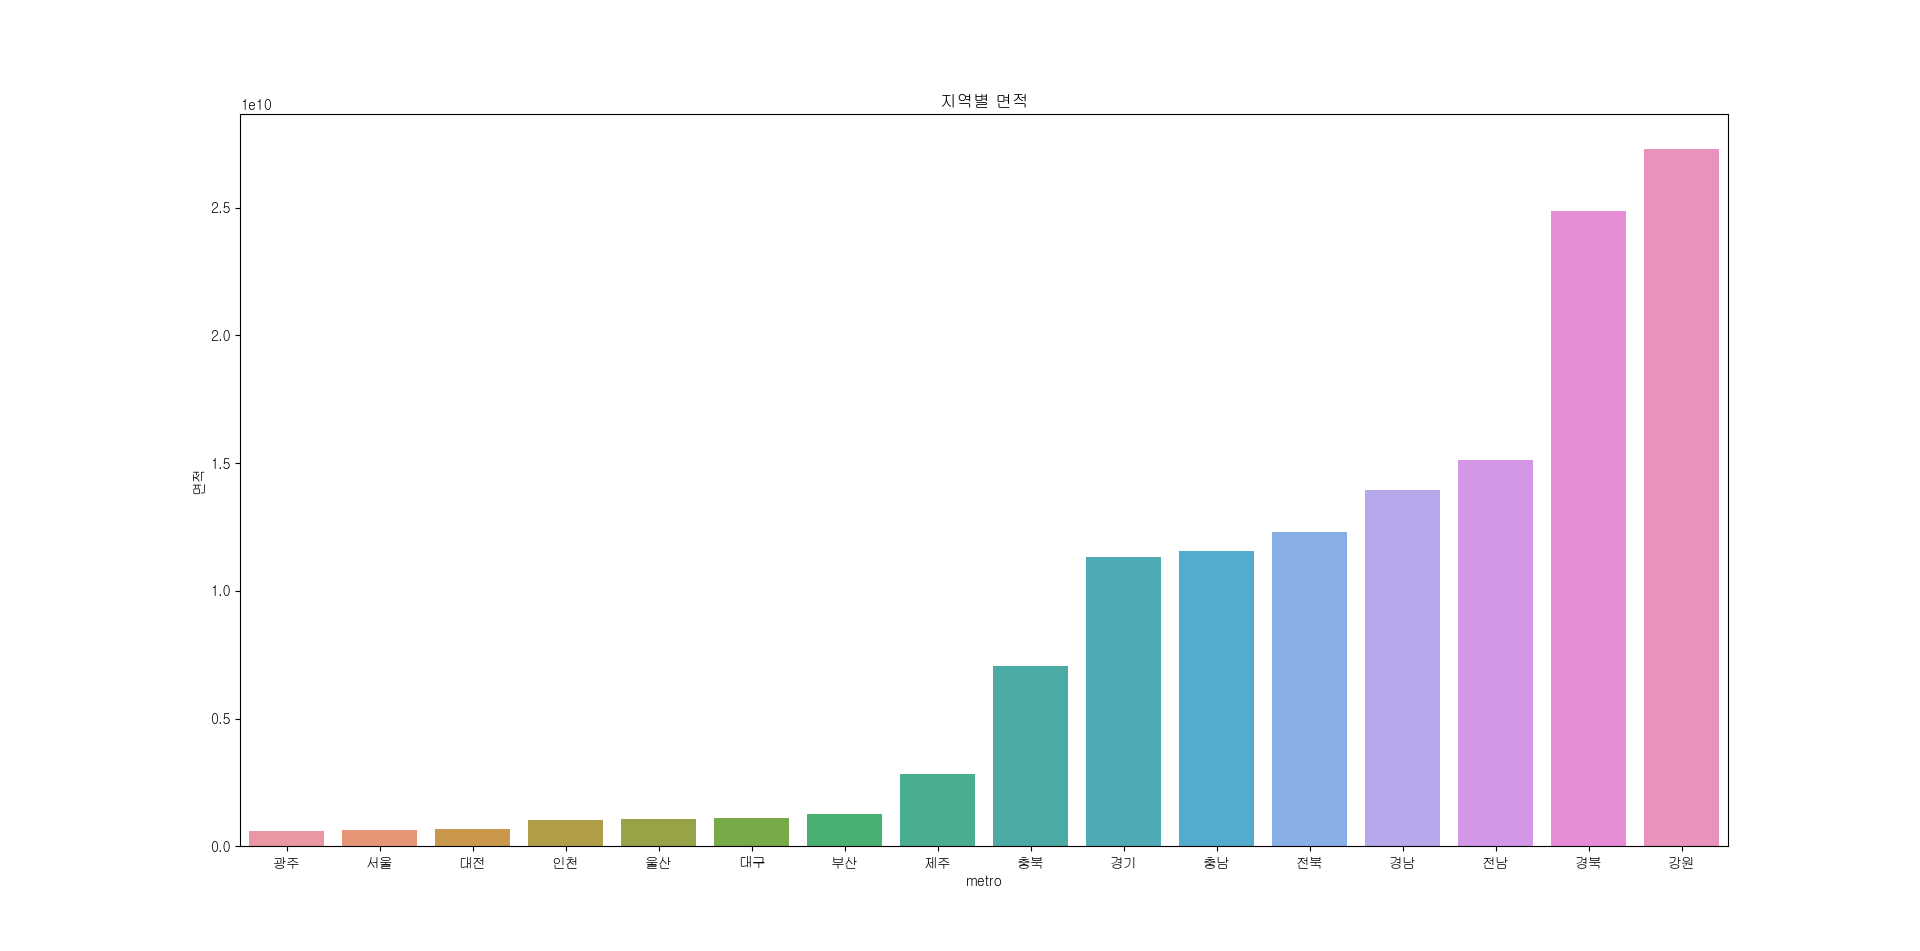 지역별 면적
1e10
2.5
2.0
1.5
1.0
0.5
0.0
면적
광주 서울 대전 인천 울산 대구 부산 제주 충북 경기 충남 전북 경남 전남 경북 강원
metro